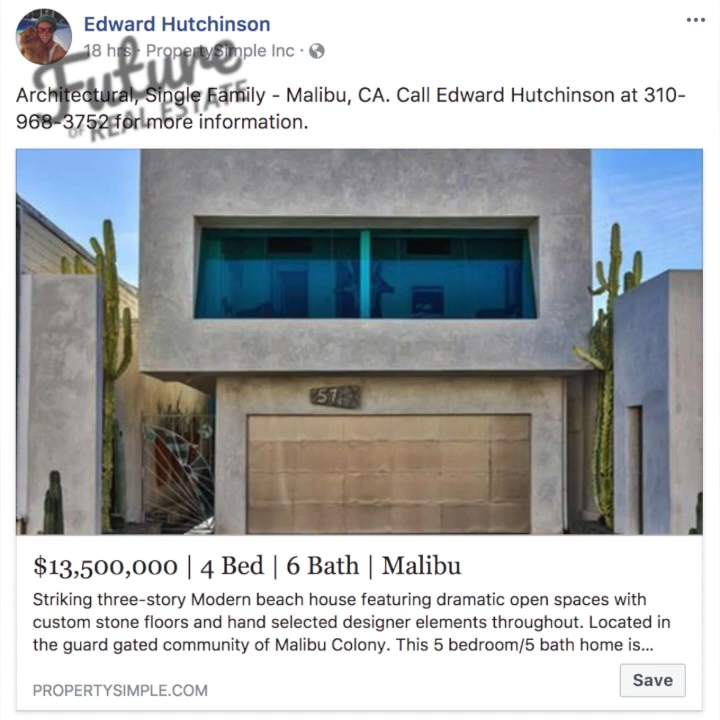 Edward Hutchinson
18 hrs · PropertySimple Inc ·
Future
OF REAL ESTATE
Architectural, Single Family - Malibu, CA. Call Edward Hutchinson at 310-
968-3752 for more information.
$13,500,000 | 4 Bed | 6 Bath | Malibu
Striking three-story Modern beach house featuring dramatic open spaces with
custom stone floors and hand selected designer elements throughout. Located in
the guard gated community of Malibu Colony. This 5 bedroom/5 bath home is...
PROPERTYSIMPLE.COM
Save